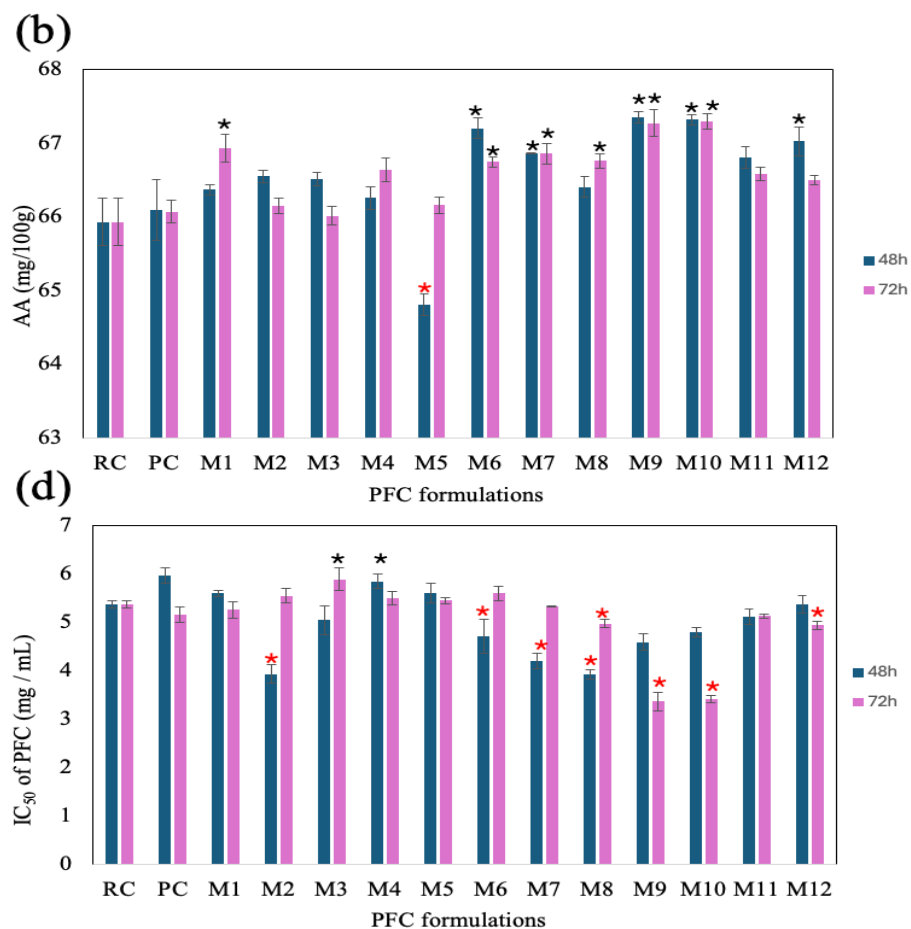 (b)
68
67
66
65
64
63
AA (mg/100g)
RC PC M1 M2 M3 M4 M5 M6 M7 M8 M9 M10 M11 M12
PFC formulations
48h
72h
* * * * * * * * * * * *
(d)
7
6
5
4
3
2
1
0
IC₅₀ of PFC (mg / mL)
RC PC M1 M2 M3 M4 M5 M6 M7 M8 M9 M10 M11 M12
PFC formulations
48h
72h
* * * * * * * * * *